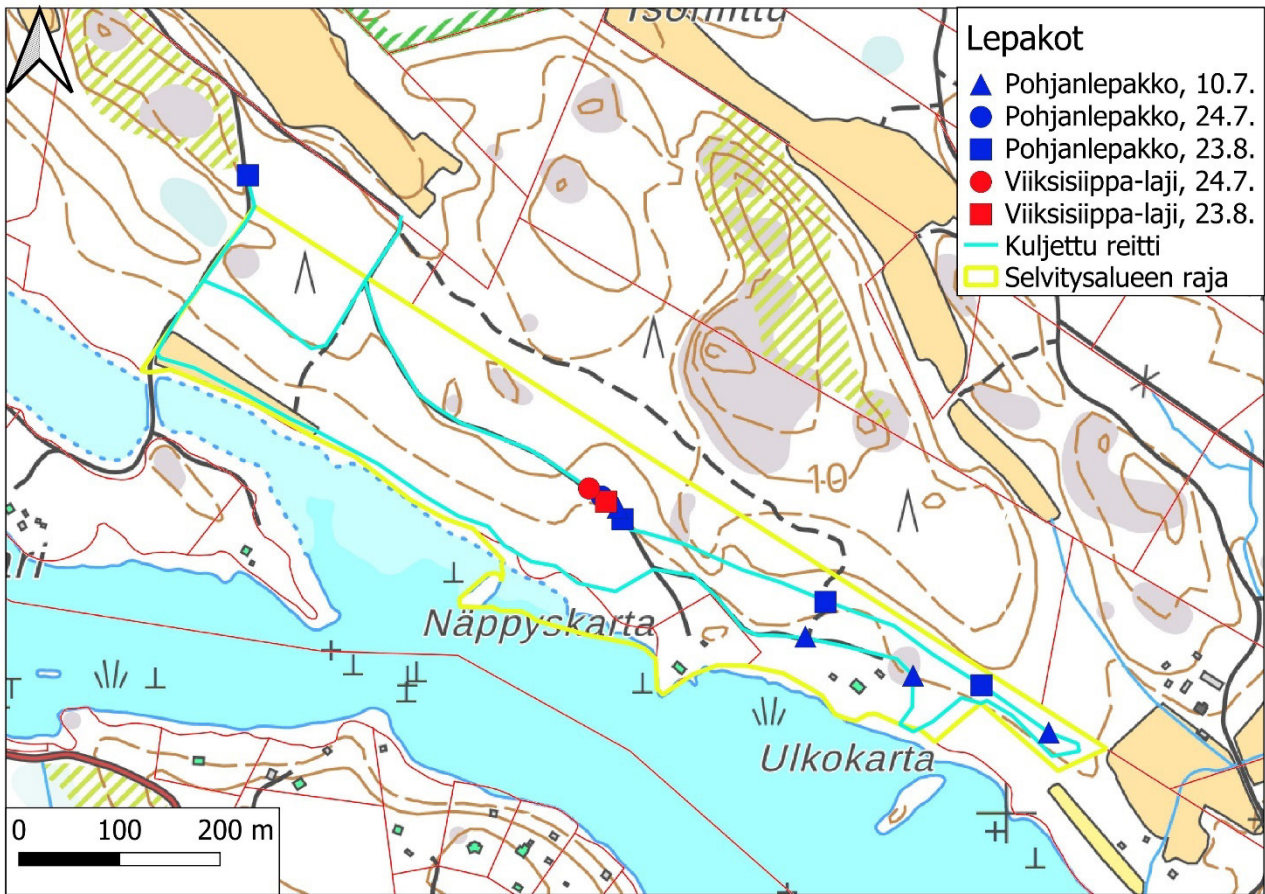 Lepakot
Pohjanlepakko, 10.7.
Pohjanlepakko, 24.7.
Pohjanlepakko, 23.8.
Viiksisiippa-laji, 24.7.
Viiksisiippa-laji, 23.8.
Kuljettu reitti
Selvitysalueen raja
10
Näppyskarta
Ulkokarta
0 100 200 m